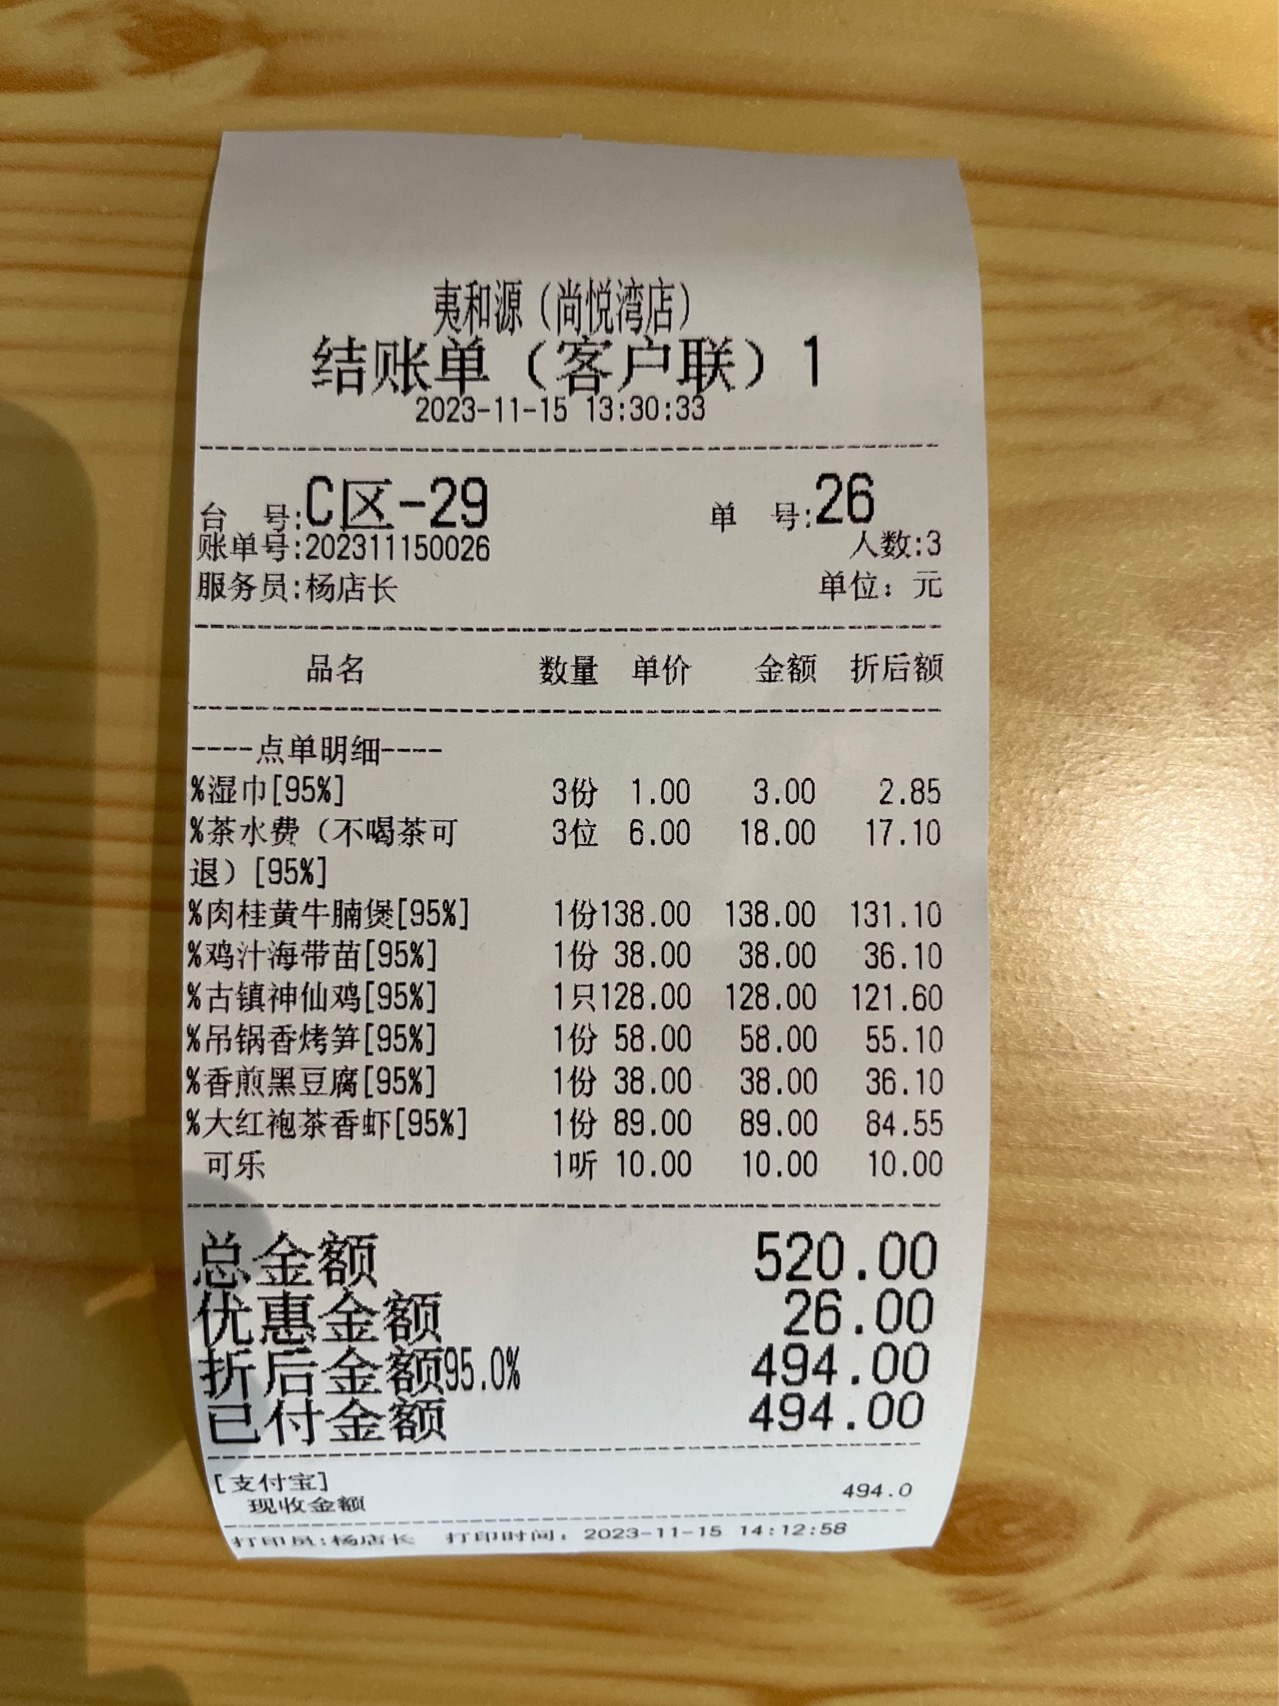 夷和源（尚悦湾店）
结账单（客户联）1
2023-11-15 13:30:33
台 号:C区-29 单 号:26
账单号:202311150026 人数:3
服务员:杨店长 单位：元
品名 数量 单价 金额 折后额
----点单明细----
%湿巾[95%] 3份 1.00 3.00 2.85
%茶水费（不喝茶可 3位 6.00 18.00 17.10
退）[95%]
%肉桂黄牛腩煲[95%] 1份138.00 138.00 131.10
%鸡汁海带苗[95%] 1份 38.00 38.00 36.10
%古镇神仙鸡[95%] 1只128.00 128.00 121.60
%吊锅香烤笋[95%] 1份 58.00 58.00 55.10
%香煎黑豆腐[95%] 1份 38.00 38.00 36.10
%大红袍茶香虾[95%] 1份 89.00 89.00 84.55
可乐 1听 10.00 10.00 10.00
总金额 520.00
优惠金额 26.00
折后金额95.0% 494.00
已付金额 494.00
[支付宝]
现收金额 494.0
打印员:杨店长 打印时间：2023-11-15 14:12:58